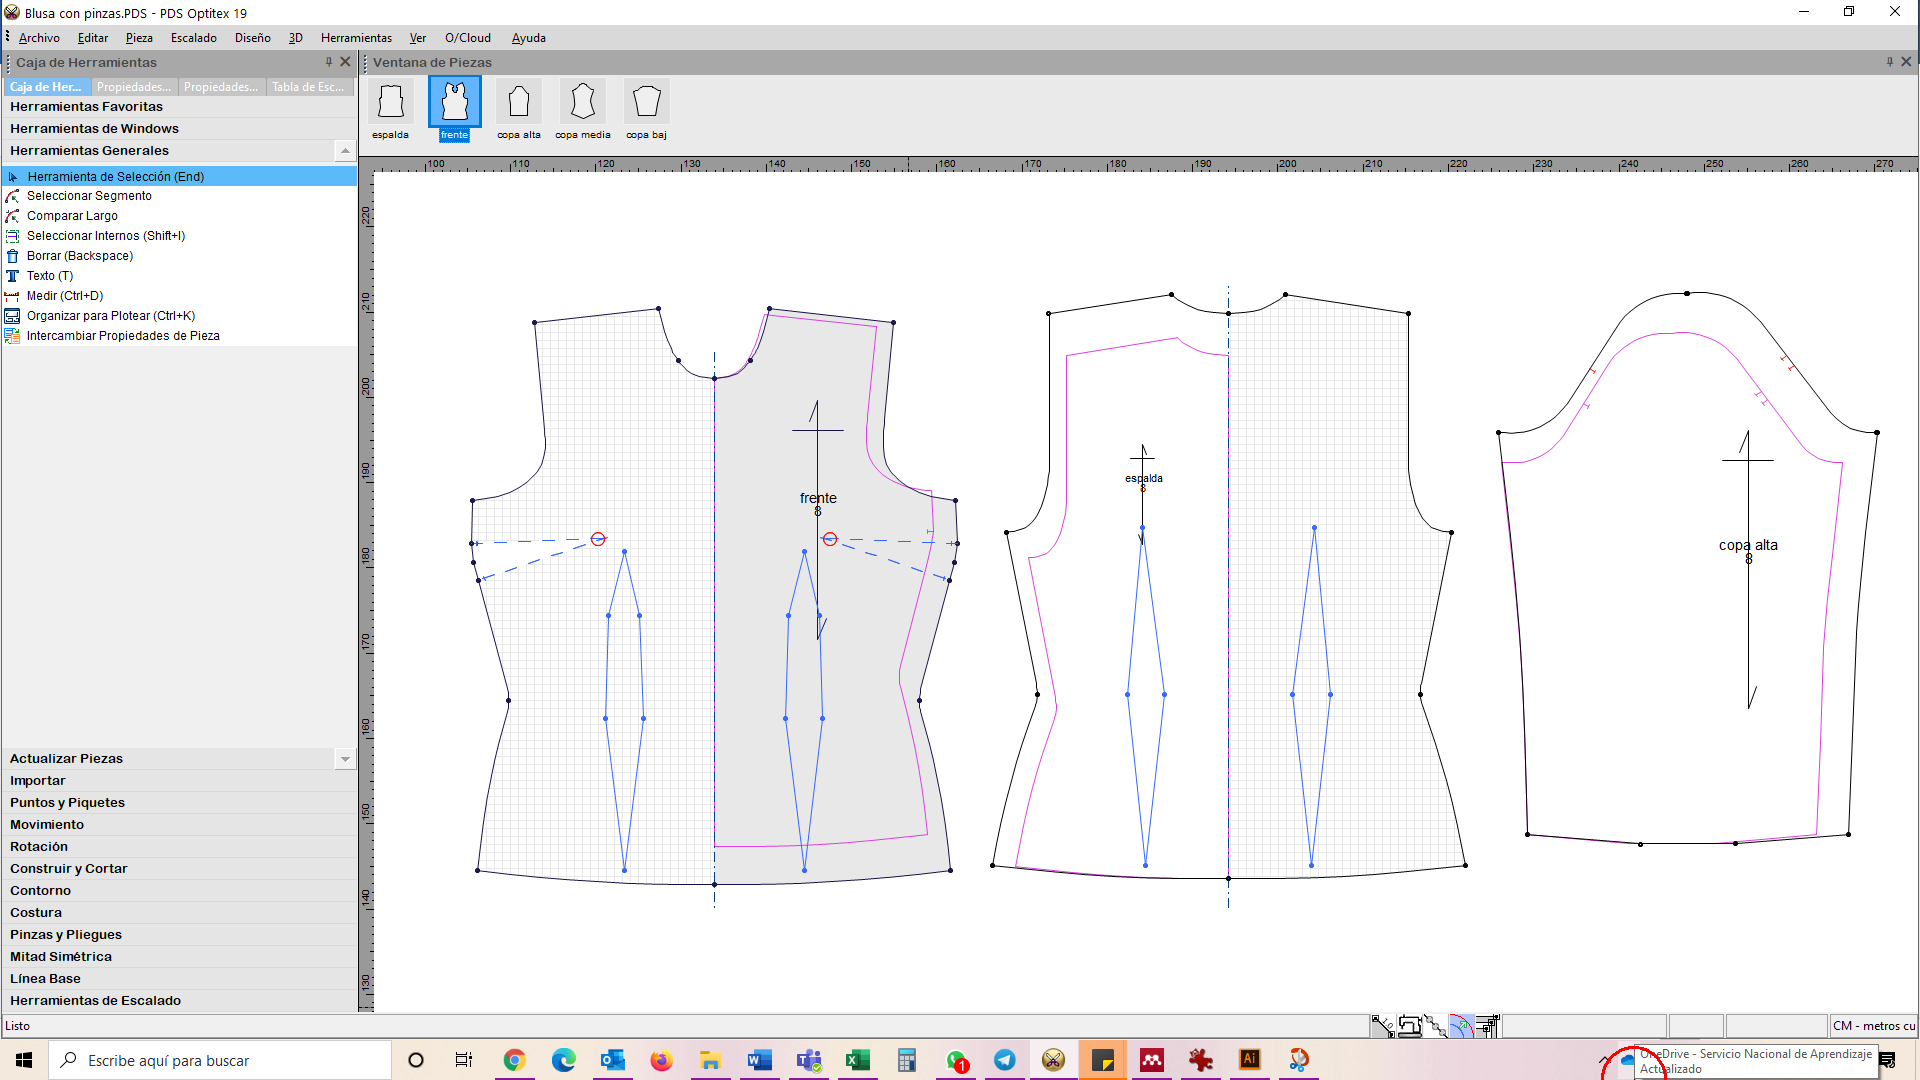 Blusa con pinzas.PDS - PDS Optitex 19
Archivo Editar Pieza Escalado Diseño 3D Herramientas Ver O/Cloud Ayuda
Caja de Herramientas
Caja de Her... Propiedades... Propiedades... Tabla de Esc...
Herramientas Favoritas
Herramientas de Windows
Herramientas Generales
Herramienta de Selección (End)
Seleccionar Segmento
Comparar Largo
Seleccionar Internos (Shift+I)
Borrar (Backspace)
Texto (T)
Medir (Ctrl+D)
Organizar para Plotear (Ctrl+K)
Intercambiar Propiedades de Pieza
Actualizar Piezas
Importar
Puntos y Piquetes
Movimiento
Rotación
Construir y Cortar
Contorno
Costura
Pinzas y Pliegues
Mitad Simétrica
Línea Base
Herramientas de Escalado
Ventana de Piezas
espalda frente copa alta copa media copa baj
100 110 120 130 140 150 160 170 180 190 200 210 220 230 240 250 260 270
220
210
200
190
180
170
160
150
140
130
frente
8
espalda
8
copa alta
8
Listo
CM - metros cu
Escribe aquí para buscar
1
Ai
OneDrive - Servicio Nacional de Aprendizaje
Actualizado